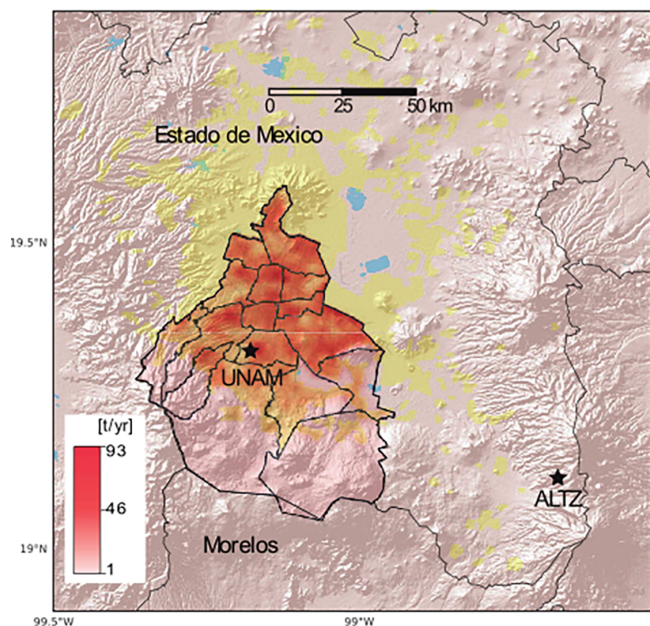 0 25 50 km
Estado de Mexico
19.5°N
UNAM
[t/yr]
93
46
1
ALTZ
Morelos
19°N
99.5°W
99°W